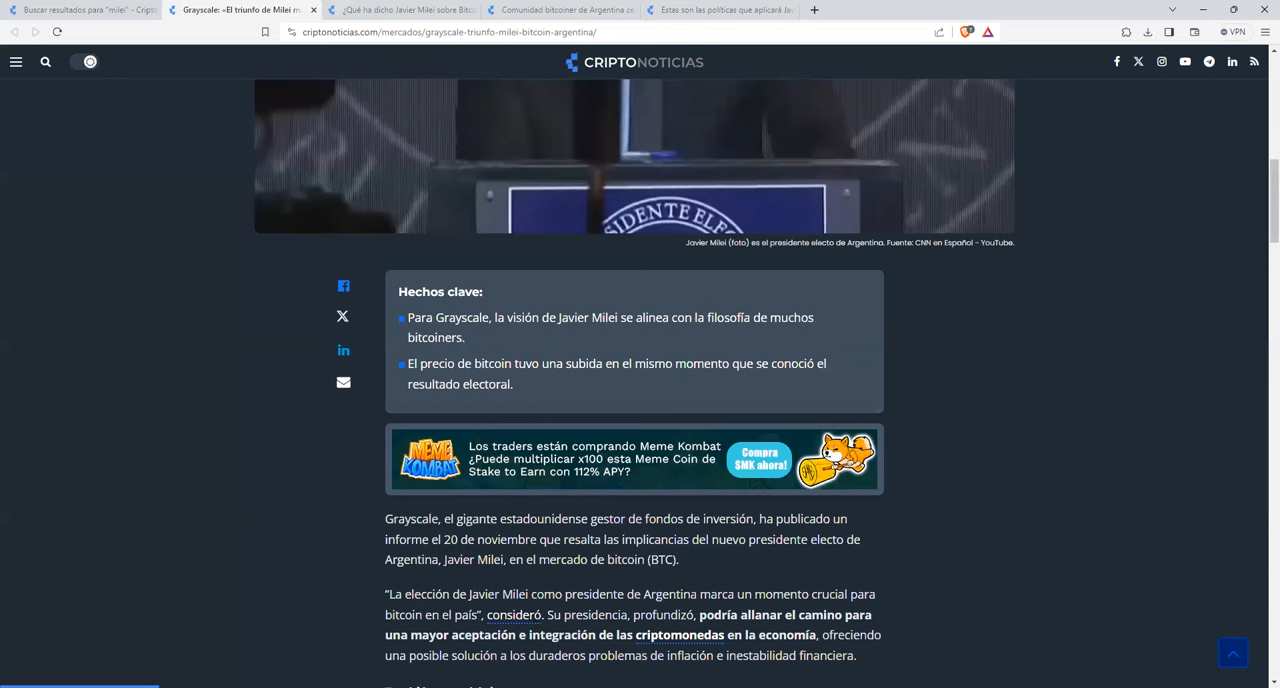 Buscar resultados para "milei" - Cripto
Grayscale: «El triunfo de Milei m
¿Qué ha dicho Javier Milei sobre Bitco
Comunidad bitcoiner de Argentina ce
Estas son las políticas que aplicará Jav
criptonoticias.com/mercados/grayscale-triunfo-milei-bitcoin-argentina/
VPN
CRIPTONOTICIAS
SIDENTE ELEC
Javier Milei (foto) es el presidente electo de Argentina. Fuente: CNN en Español - YouTube.
Hechos clave:
Para Grayscale, la visión de Javier Milei se alinea con la filosofía de muchos
bitcoiners.
El precio de bitcoin tuvo una subida en el mismo momento que se conoció el
resultado electoral.
MEME KOMBAT
Los traders están comprando Meme Kombat
¿Puede multiplicar x100 esta Meme Coin de
Stake to Earn con 112% APY?
Compra
$MK ahora!
Grayscale, el gigante estadounidense gestor de fondos de inversión, ha publicado un
informe el 20 de noviembre que resalta las implicancias del nuevo presidente electo de
Argentina, Javier Milei, en el mercado de bitcoin (BTC).
“La elección de Javier Milei como presidente de Argentina marca un momento crucial para
bitcoin en el país”, consideró. Su presidencia, profundizó, podría allanar el camino para
una mayor aceptación e integración de las criptomonedas en la economía, ofreciendo
una posible solución a los duraderos problemas de inflación e inestabilidad financiera.